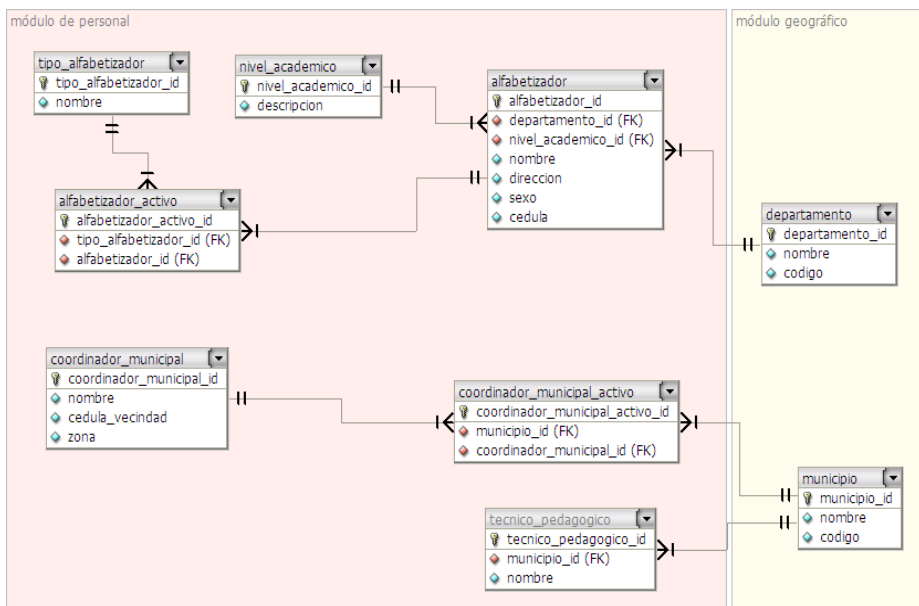 módulo de personal
módulo geográfico
tipo_alfabetizador
tipo_alfabetizador_id
nombre
nivel_academico
nivel_academico_id
descripcion
alfabetizador
alfabetizador_id
departamento_id (FK)
nivel_academico_id (FK)
nombre
direccion
sexo
cedula
alfabetizador_activo
alfabetizador_activo_id
tipo_alfabetizador_id (FK)
alfabetizador_id (FK)
departamento
departamento_id
nombre
codigo
coordinador_municipal
coordinador_municipal_id
nombre
cedula_vecindad
zona
coordinador_municipal_activo
coordinador_municipal_activo_id
municipio_id (FK)
coordinador_municipal_id (FK)
municipio
municipio_id
nombre
codigo
tecnico_pedagogico
tecnico_pedagogico_id
municipio_id (FK)
nombre